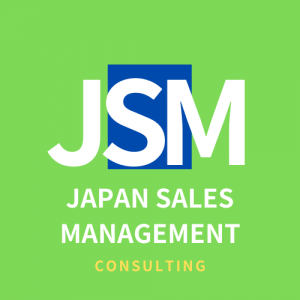 JSM
JAPAN SALES
MANAGEMENT
CONSULTING